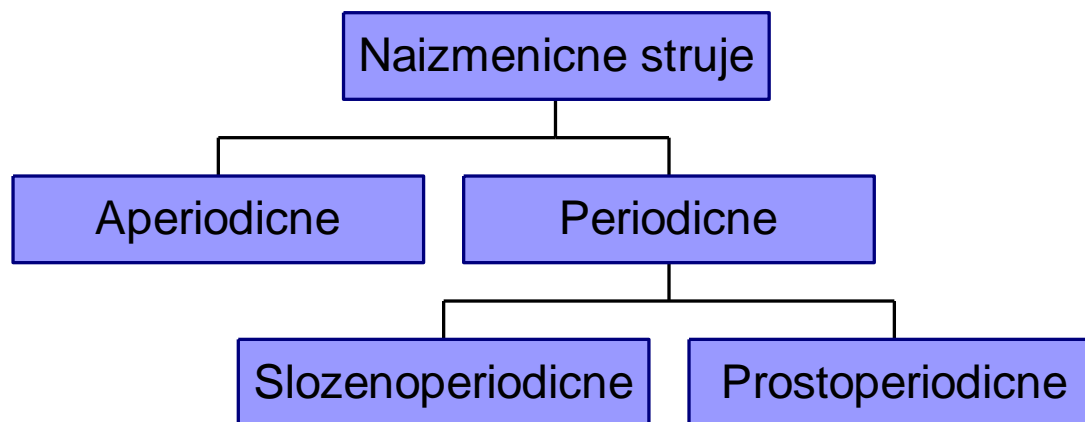 Naizmenicne struje
Aperiodicne
Periodicne
Slozenoperiodicne
Prostoperiodicne